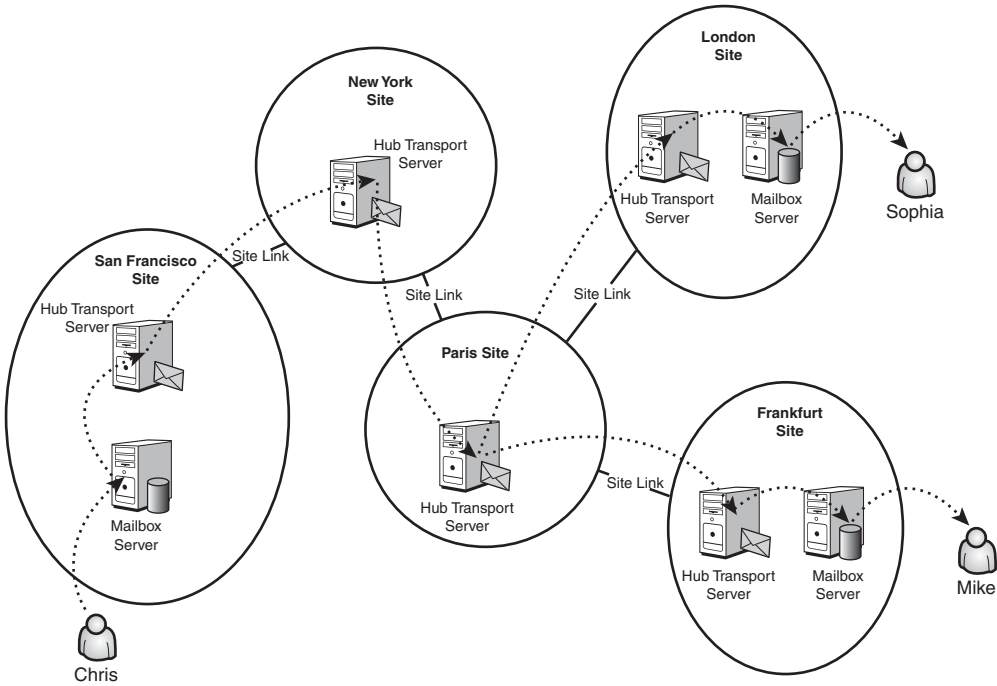 London
Site
New York
Site
Hub Transport
Server
Hub Transport
Server
Mailbox
Server
Sophia
San Francisco
Site
Site Link
Hub Transport
Server
Site Link
Site Link
Paris Site
Frankfurt
Site
Mailbox
Server
Hub Transport
Server
Site Link
Hub Transport
Server
Mailbox
Server
Mike
Chris